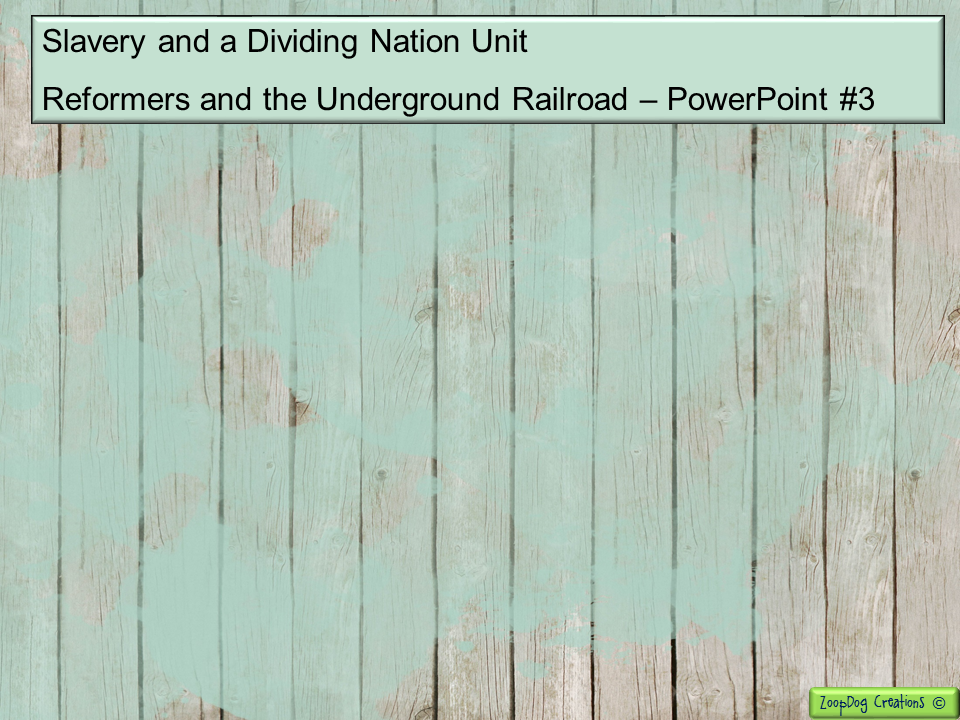 Slavery and a Dividing Nation Unit
Reformers and the Underground Railroad – PowerPoint #3
ZoopDog Creations ©